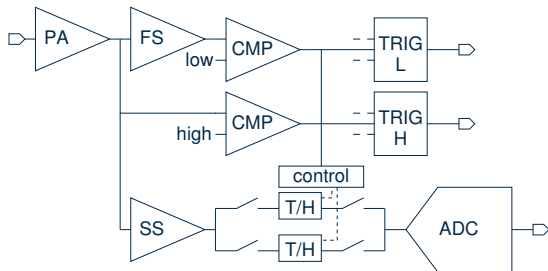 PA
FS
CMP
low
TRIG
L
CMP
high
TRIG
H
control
T/H
SS
ADC
T/H